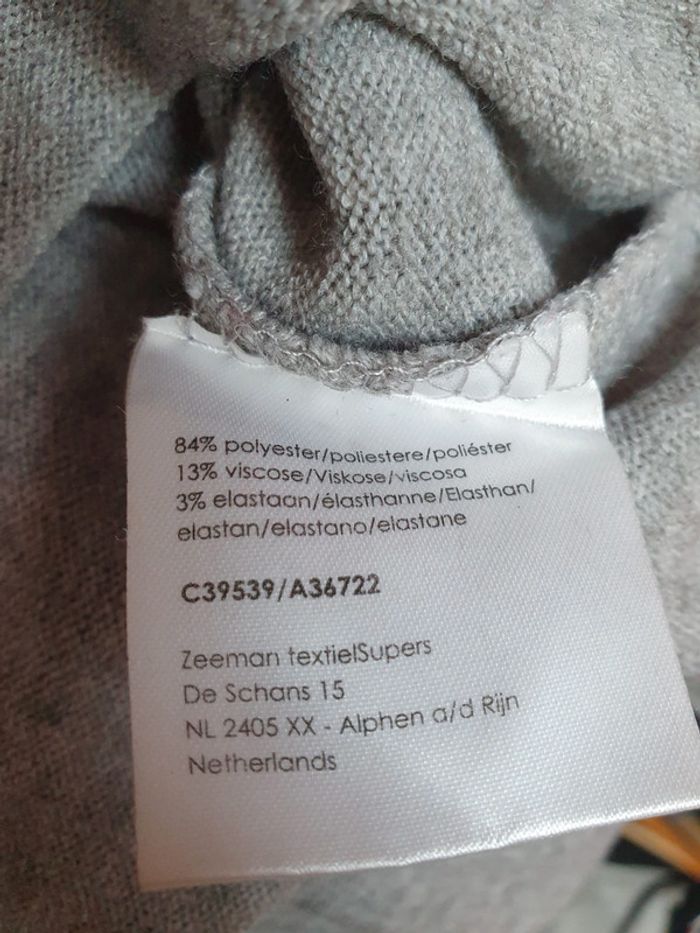 84% polyester/poliestere/poliéster
13% viscose/Viskose/viscosa
3% elastaan/élasthanne/Elasthan/
elastan/elastano/elastane
C39539/A36722
Zeeman textielSupers
De Schans 15
NL 2405 XX - Alphen a/d Rijn
Netherlands